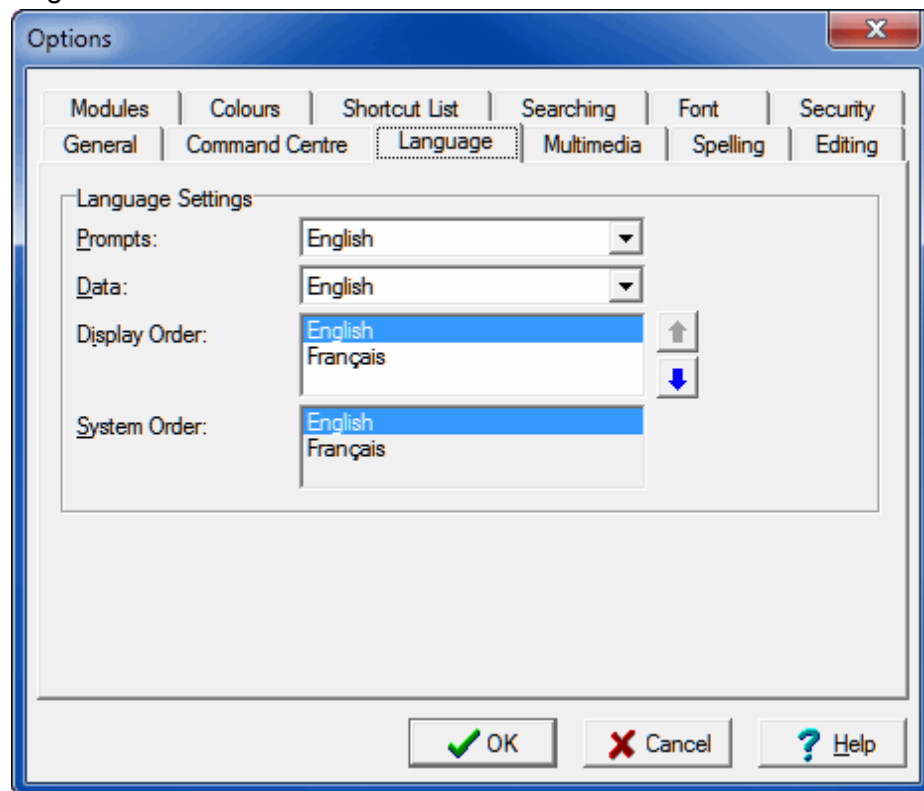 Options
Modules Colours Shortcut List Searching Font Security
General Command Centre Language Multimedia Spelling Editing
Language Settings
Prompts: English
Data: English
Display Order: English
Français
System Order: English
Français
OK Cancel Help